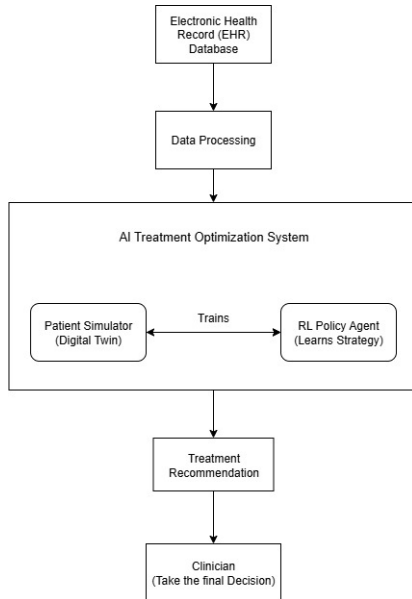 Electronic Health
Record (EHR)
Database
Data Processing
AI Treatment Optimization System
Patient Simulator
(Digital Twin)
Trains
RL Policy Agent
(Learns Strategy)
Treatment
Recommendation
Clinician
(Take the final Decision)